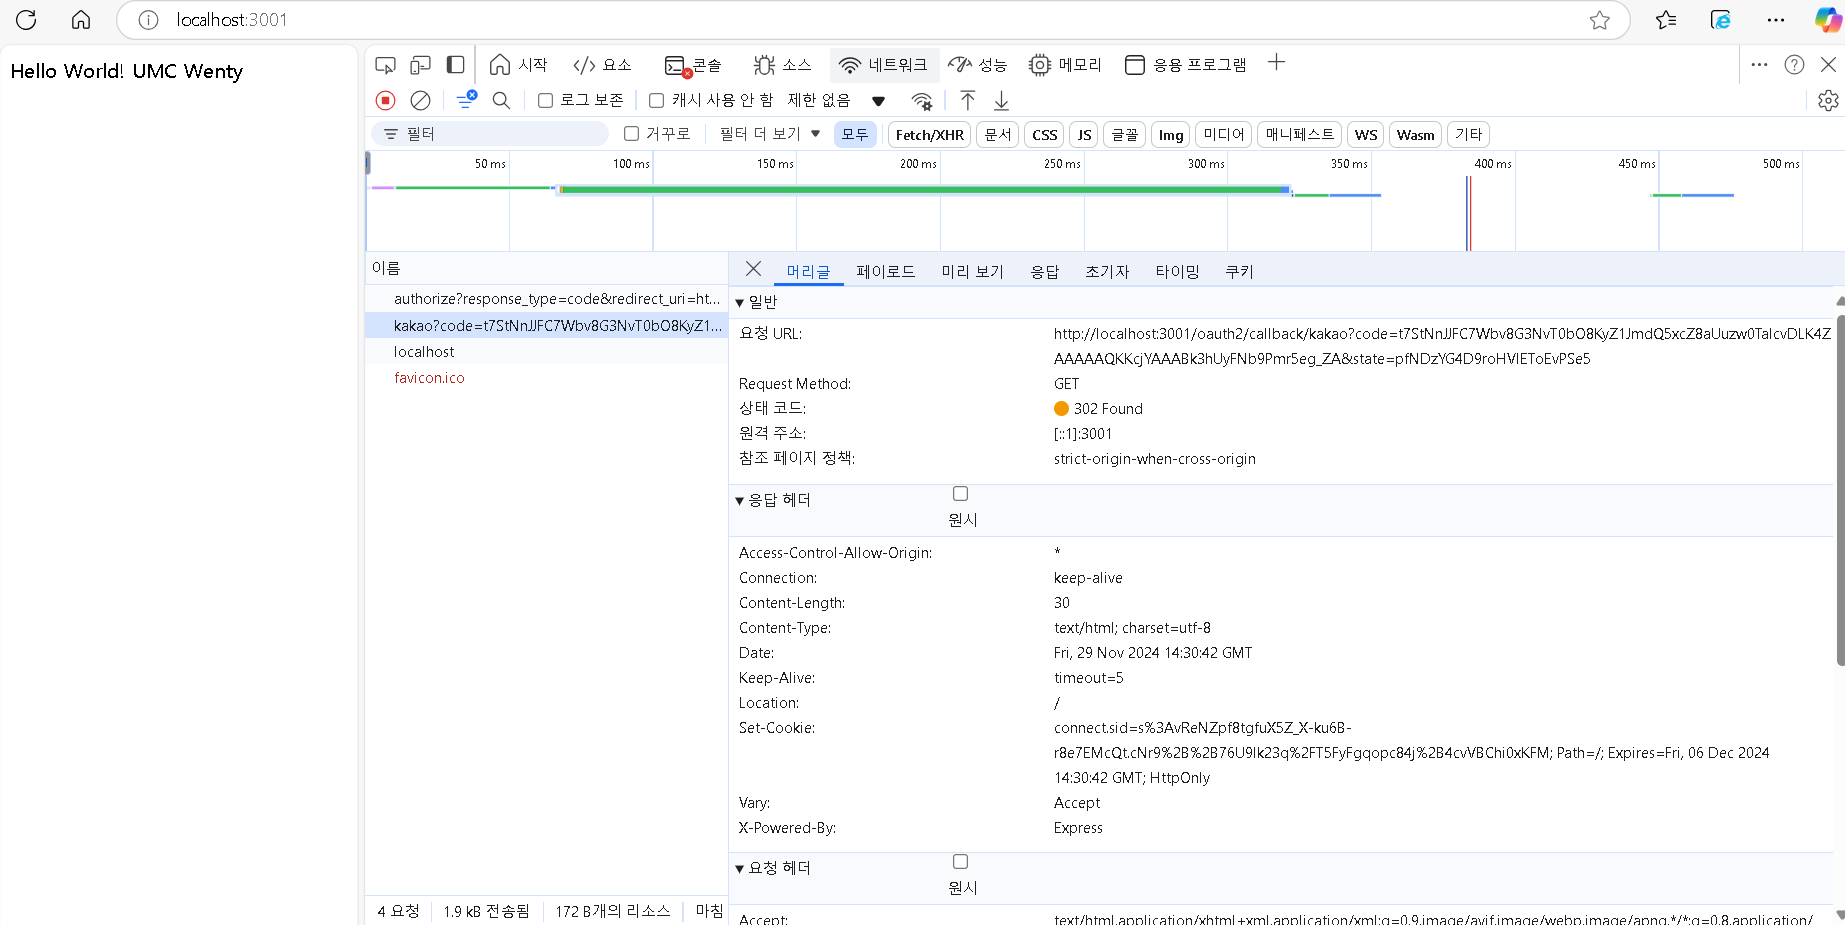 localhost:3001
Hello World! UMC Wenty
시작 요소 콘솔 소스 네트워크 성능 메모리 응용 프로그램
로그 보존 캐시 사용 안 함 제한 없음
필터 거꾸로 필터 더 보기 모두 Fetch/XHR 문서 CSS JS 글꼴 Img 미디어 매니페스트 WS Wasm 기타
50 ms 100 ms 150 ms 200 ms 250 ms 300 ms 350 ms 400 ms 450 ms 500 ms
이름
authorize?response_type=code&redirect_uri=ht...
kakao?code=t7StNnJJFC7Wbv8G3NvT0bO8KyZ1...
localhost
favicon.ico
머리글 페이로드 미리 보기 응답 초기자 타이밍 쿠키
일반
요청 URL: http://localhost:3001/oauth2/callback/kakao?code=t7StNnJJFC7Wbv8G3NvT0bO8KyZ1JmdQ5xcZ8aUuzw0TalcvDLK4Z
AAAAAQKKcjYAAABk3hUyFNb9Pmr5eg_ZA&state=pfNDzYG4D9roHVlEToEvPSe5
Request Method: GET
상태 코드: 302 Found
원격 주소: [::1]:3001
참조 페이지 정책: strict-origin-when-cross-origin
응답 헤더
원시
Access-Control-Allow-Origin: *
Connection: keep-alive
Content-Length: 30
Content-Type: text/html; charset=utf-8
Date: Fri, 29 Nov 2024 14:30:42 GMT
Keep-Alive: timeout=5
Location: /
Set-Cookie: connect.sid=s%3AvReNZpf8tgfuX5Z_X-ku6B-
r8e7EMcQt.cNr9%2B%2B76U9Ik23q%2FT5FyFgqopc84j%2B4cvVBChi0xKFM; Path=/; Expires=Fri, 06 Dec 2024
14:30:42 GMT; HttpOnly
Vary: Accept
X-Powered-By: Express
요청 헤더
원시
Accept: text/html,application/xhtml+xml,application/xml;q=0.9,image/avif,image/webp,image/apng,*/*;q=0.8,application/
4 요청 1.9 kB 전송됨 172 B개의 리소스 마침